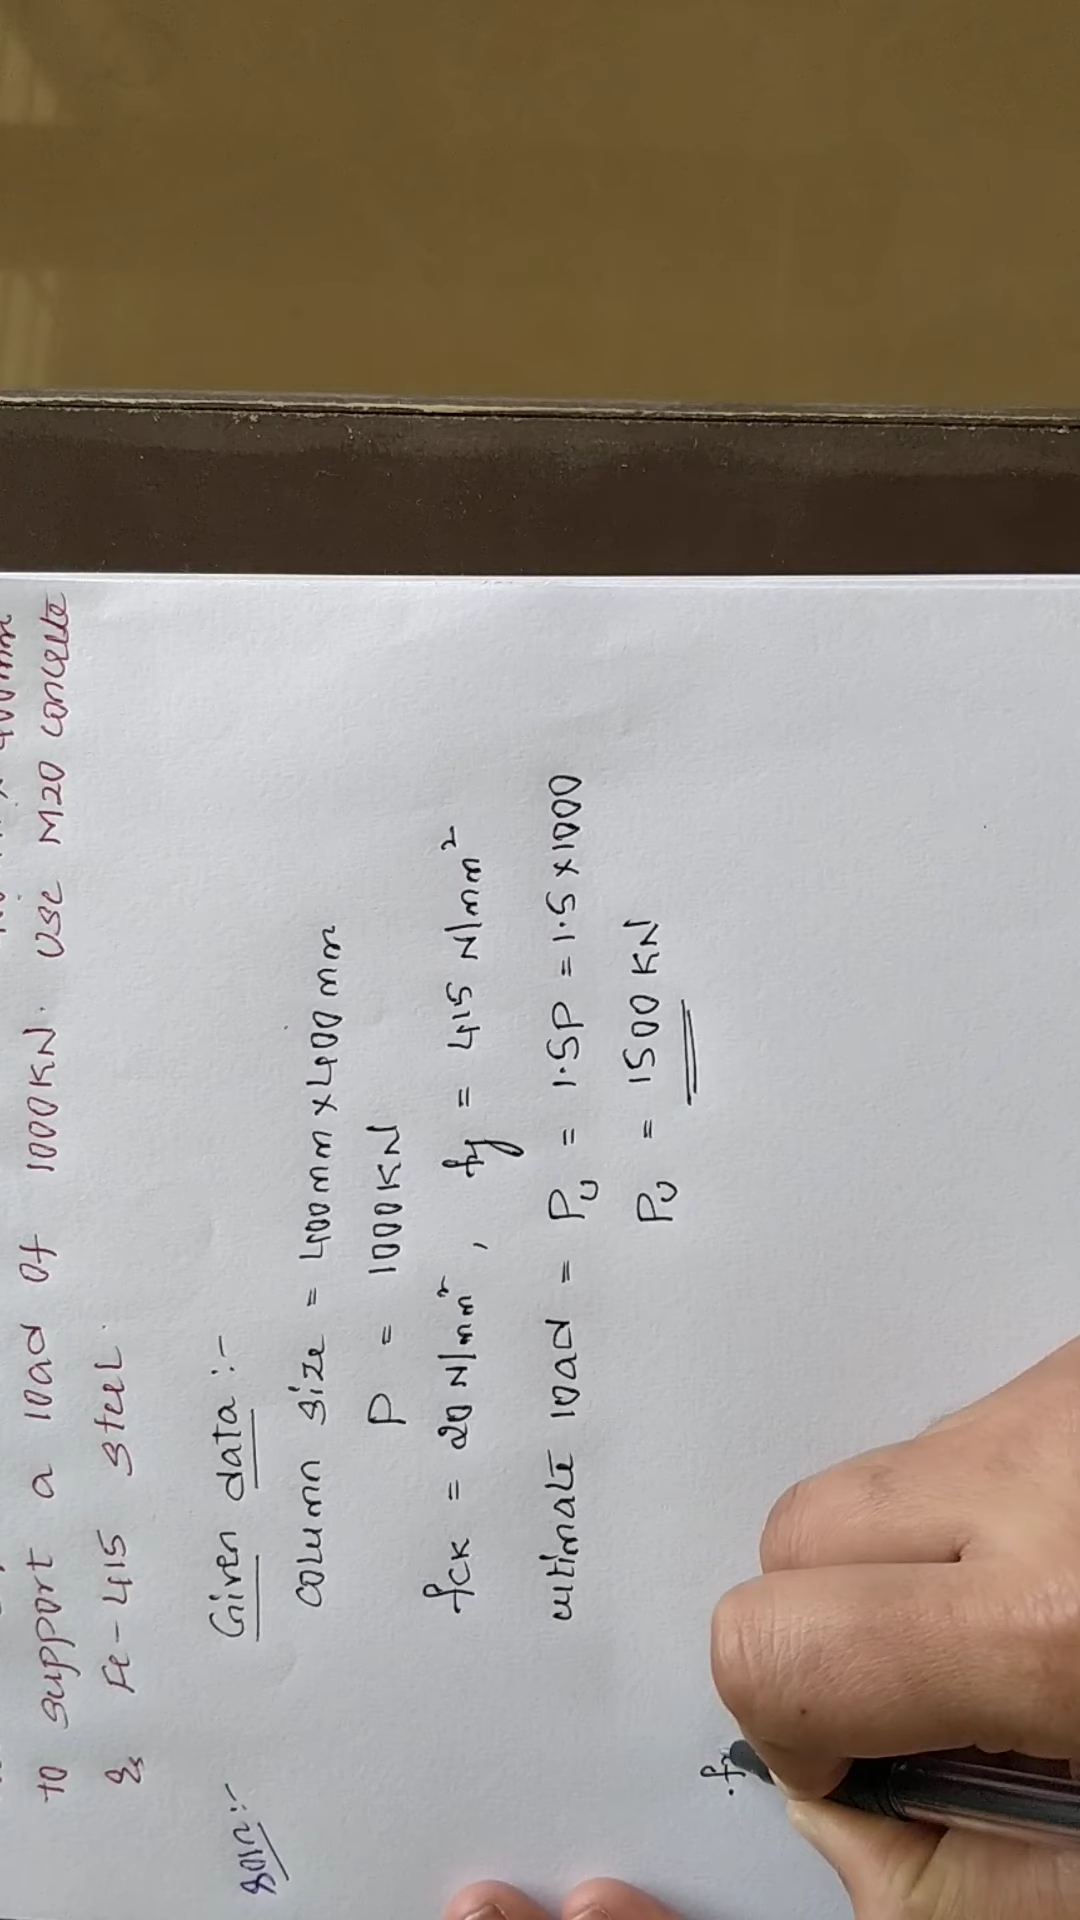 400mm
to support a load of 1000KN. Use M20 concrete
& Fe-415 steel.
Soln:- Given data:-
column size = 400mm x 400mm
P = 1000KN
fck = 20 N/mm², fy = 415 N/mm²
ultimate load = Pu = 1.5P = 1.5 x 1000
Pu = 1500 KN